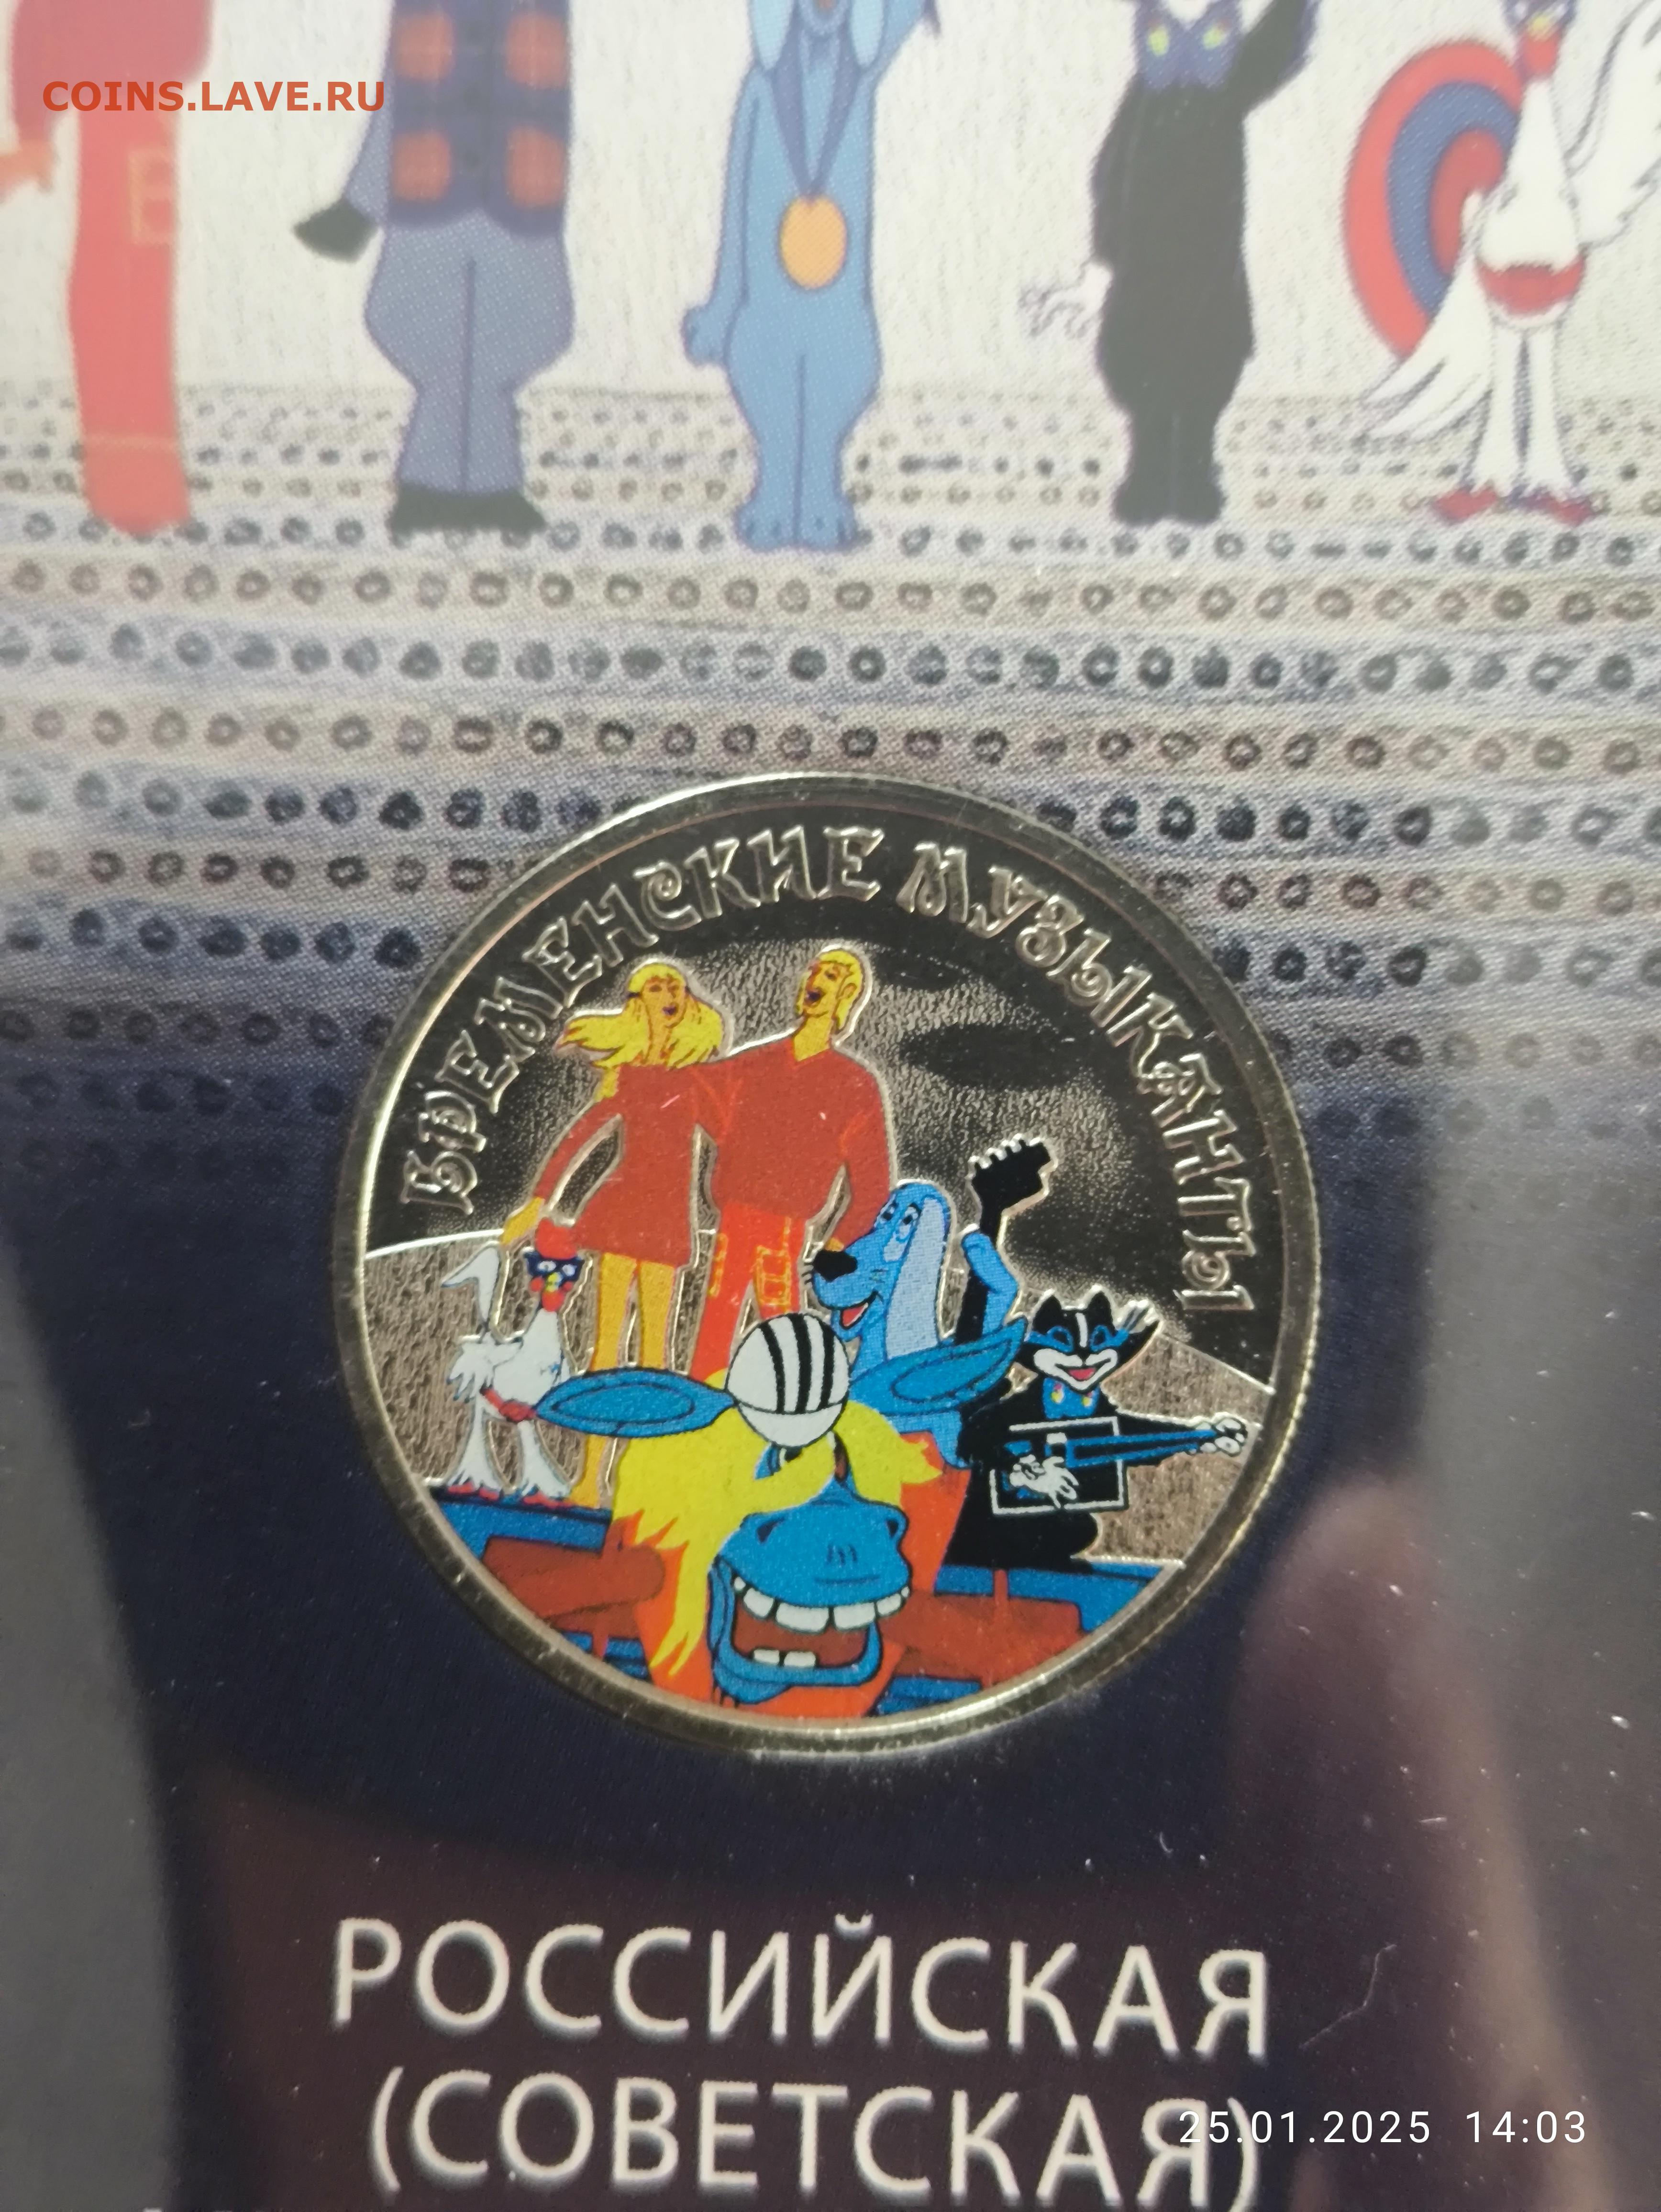 COINS.LAVE.RU
БРЕМЕНСКИЕ МУЗЫКАНТЫ
РОССИЙСКАЯ
(СОВЕТСКАЯ)
25.01.2025 14:03